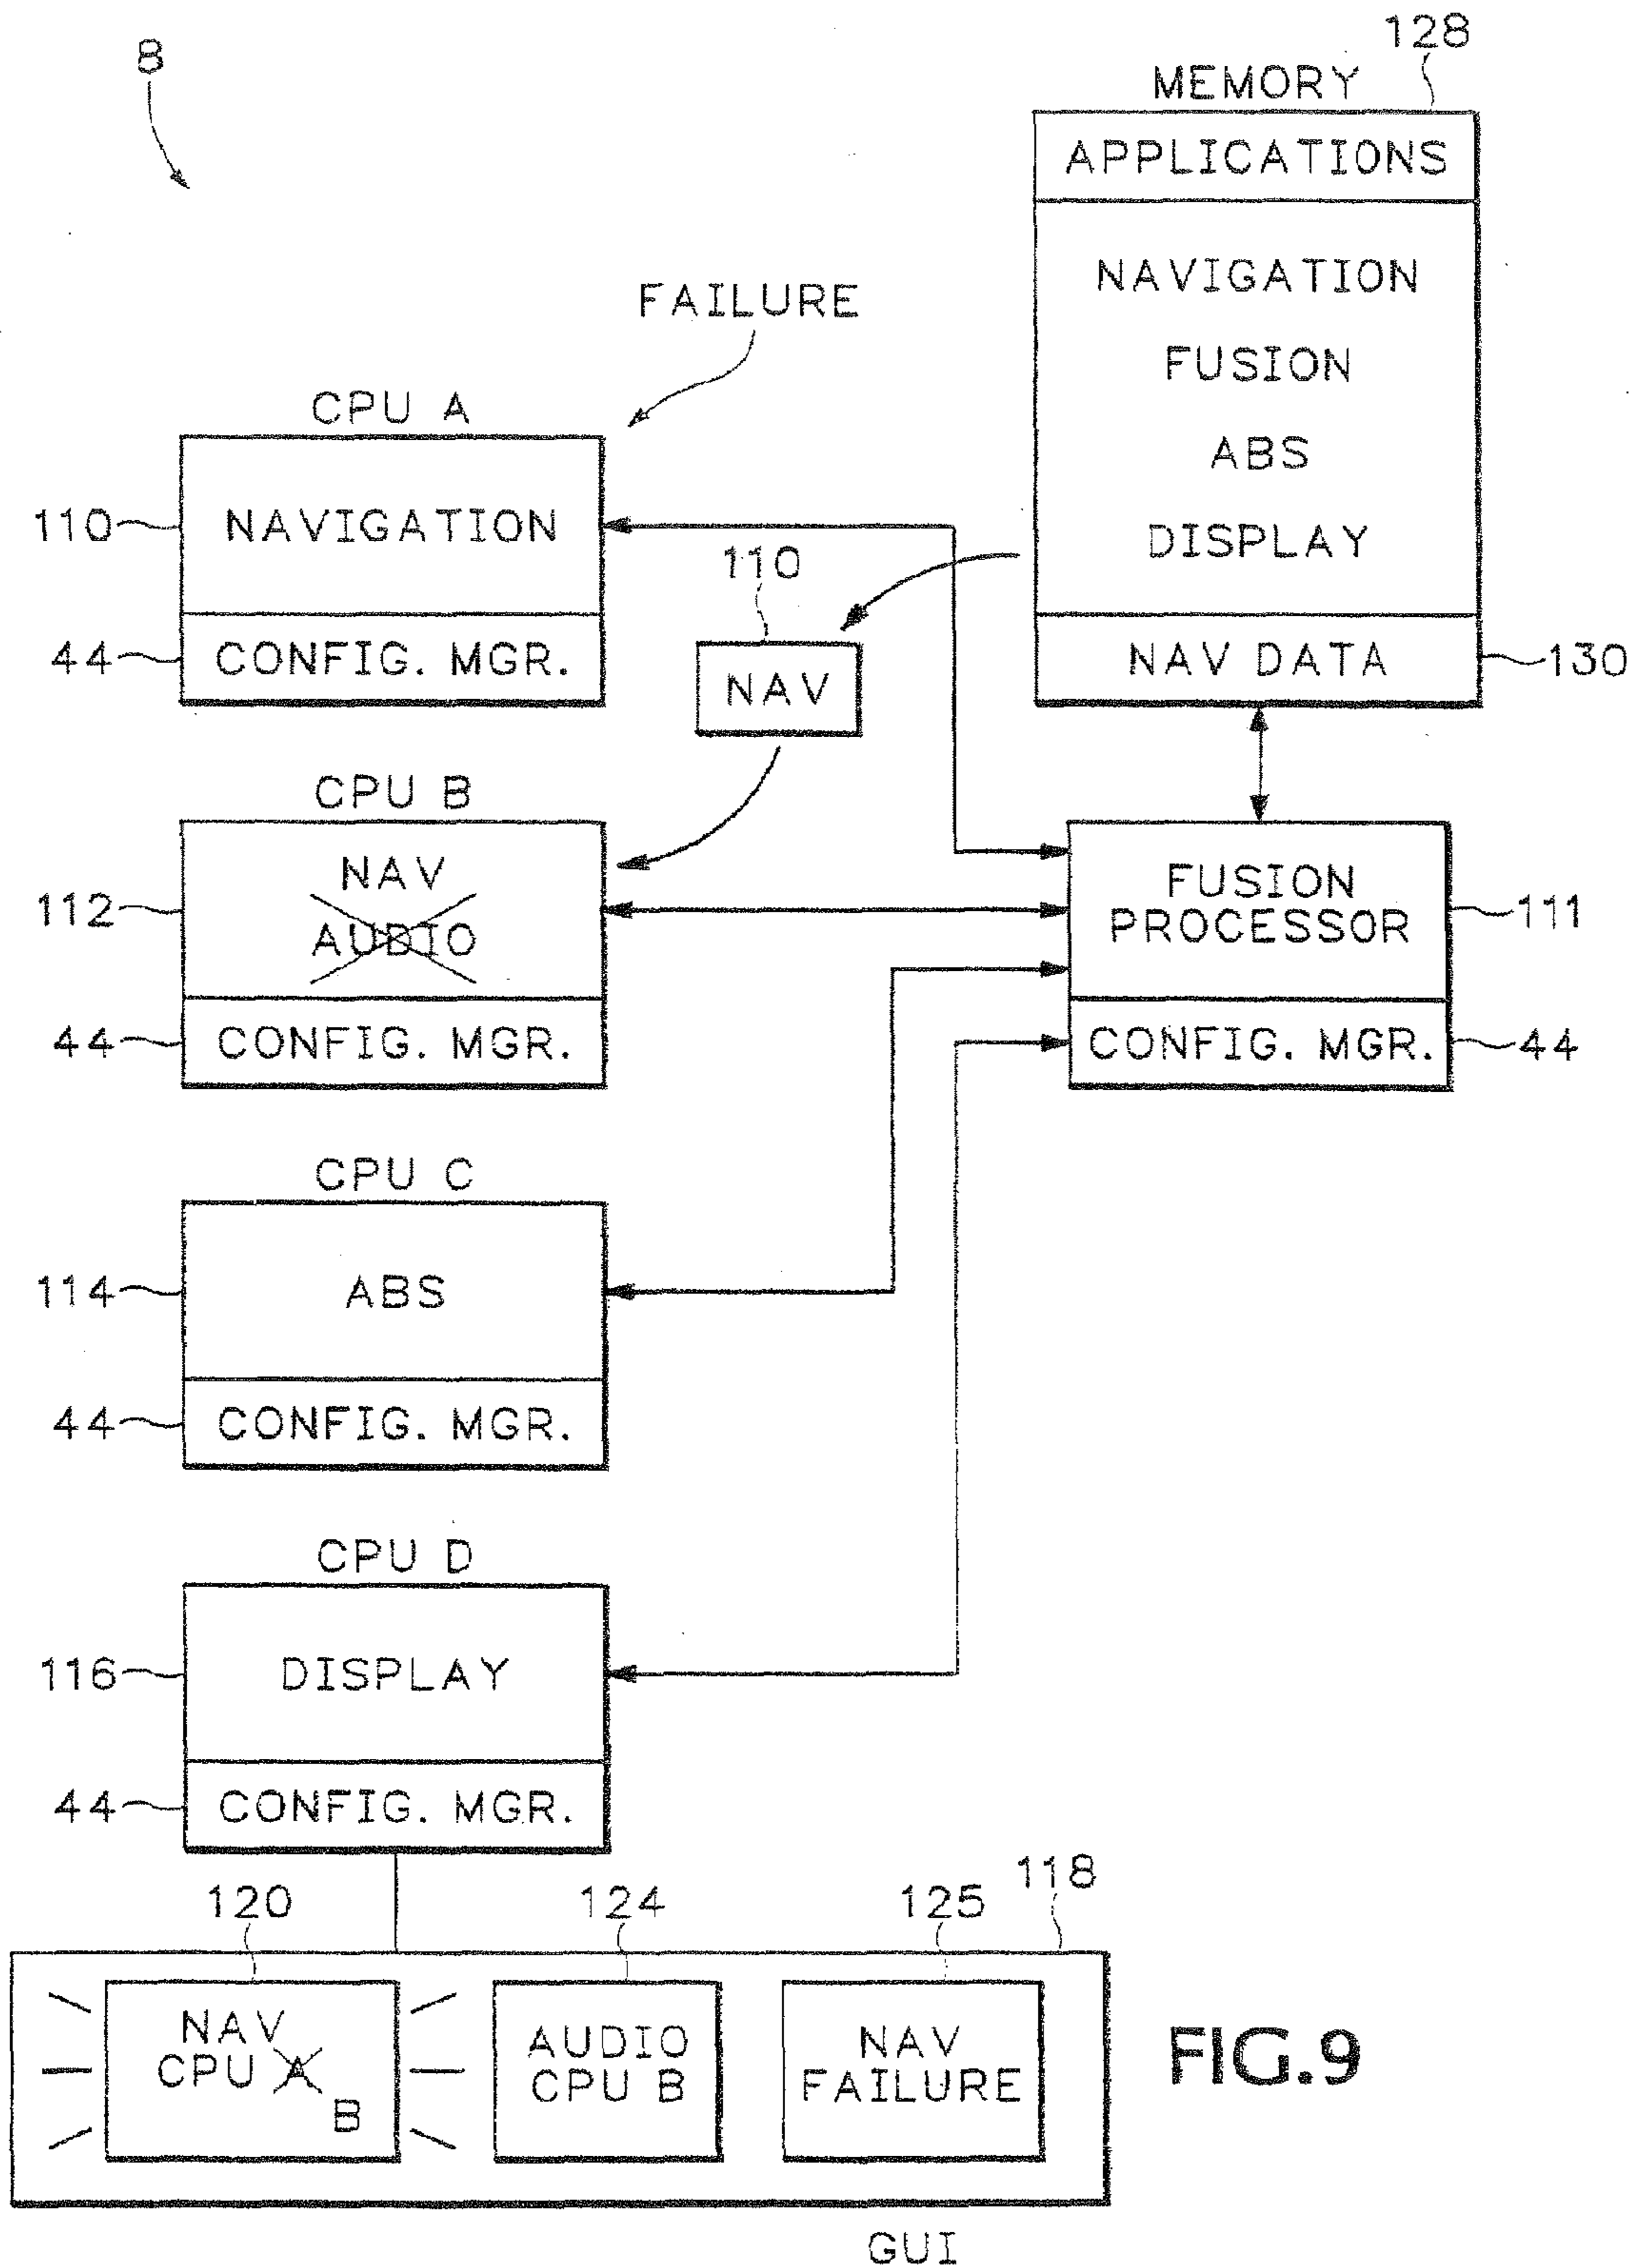 8
128
MEMORY
APPLICATIONS
NAVIGATION
FUSION
ABS
DISPLAY
NAV DATA
130
FAILURE
CPU A
110
NAVIGATION
44
CONFIG. MGR.
110
NAV
CPU B
112
NAV
AUDIO
44
CONFIG. MGR.
FUSION
PROCESSOR
111
CONFIG. MGR.
44
CPU C
114
ABS
44
CONFIG. MGR.
CPU D
116
DISPLAY
44
CONFIG. MGR.
118
120
NAV
CPU A
B
124
AUDIO
CPU B
125
NAV
FAILURE
GUI
FIG.9